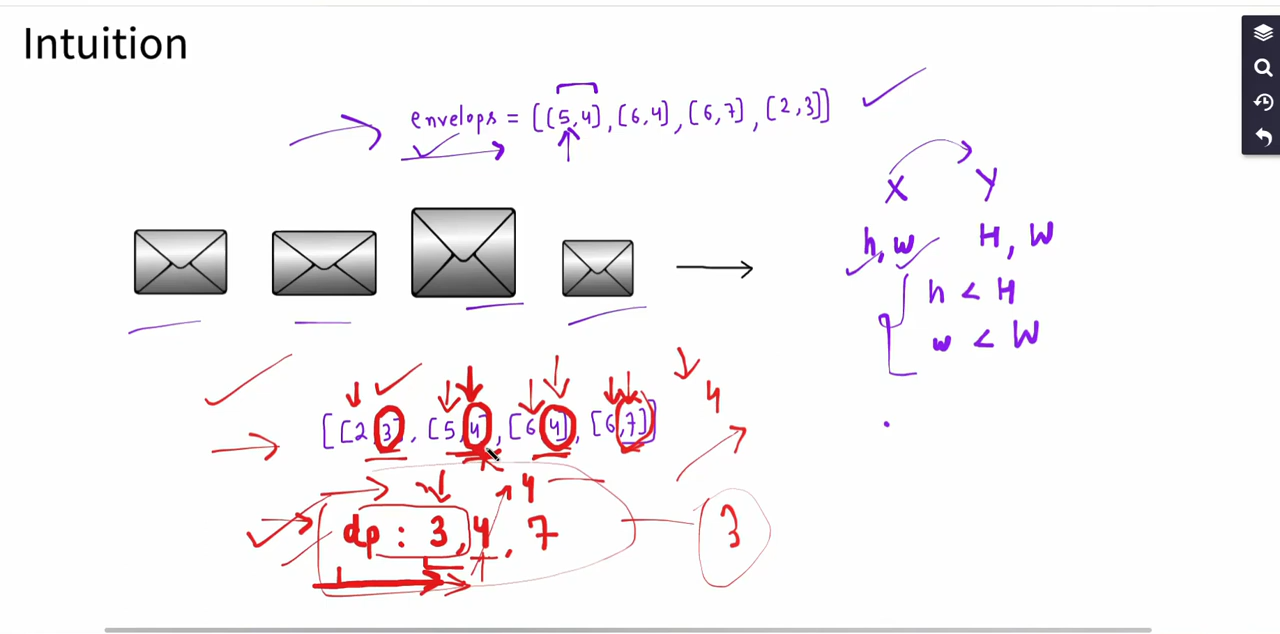 Intuition
envelops = [[5,4],[6,4],[6,7],[2,3]]
X Y
h, w H, W
h < H
w < W
4
[[2,3],[5,4],[6,4],[6,7]]
4
dp : 3, 4, 7
3